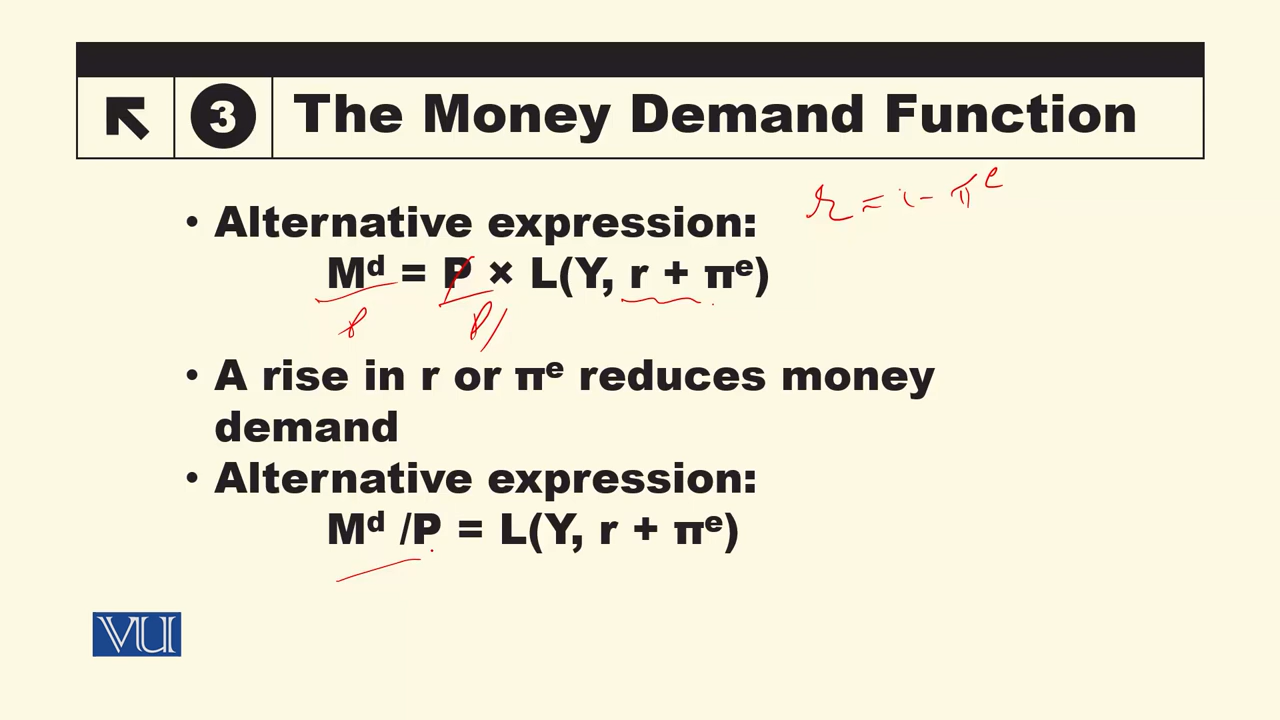 3 The Money Demand Function
r = i - πᵉ
• Alternative expression:
Mᵈ = P × L(Y, r + πᵉ)
P P
• A rise in r or πᵉ reduces money
demand
• Alternative expression:
Mᵈ /P = L(Y, r + πᵉ)
VU